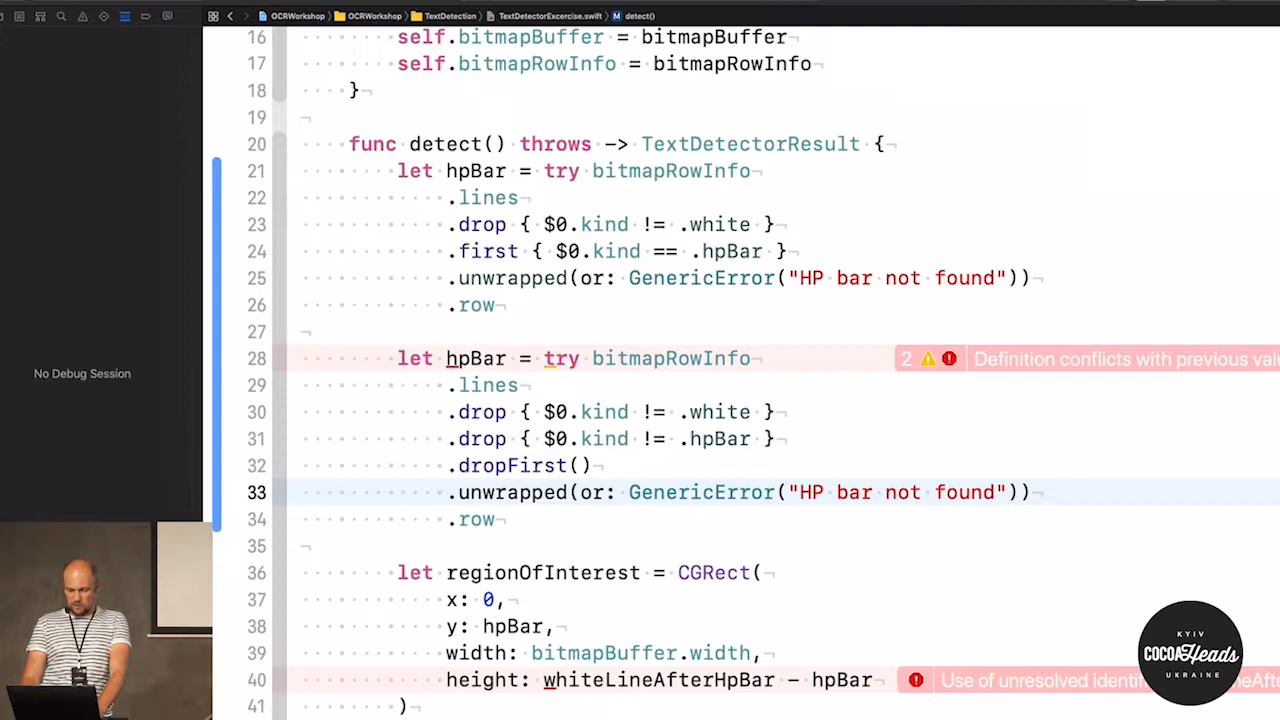 OCRWorkshop OCRWorkshop TextDetection TextDetectorExcercise.swift M detect()
16 self.bitmapBuffer = bitmapBuffer
17 self.bitmapRowInfo = bitmapRowInfo
18 }
19
20 func detect() throws -> TextDetectorResult {
21 let hpBar = try bitmapRowInfo
22 .lines
23 .drop { $0.kind != .white }
24 .first { $0.kind == .hpBar }
25 .unwrapped(or: GenericError("HP bar not found"))
26 .row
27
28 let hpBar = try bitmapRowInfo 2 Definition conflicts with previous valu
29 .lines
30 .drop { $0.kind != .white }
31 .drop { $0.kind != .hpBar }
32 .dropFirst()
33 .unwrapped(or: GenericError("HP bar not found"))
34 .row
35
36 let regionOfInterest = CGRect(
37 x: 0,
38 y: hpBar,
39 width: bitmapBuffer.width,
40 height: whiteLineAfterHpBar - hpBar Use of unresolved
41 )
No Debug Session
KYIV
COCOAHeads
UKRAINE